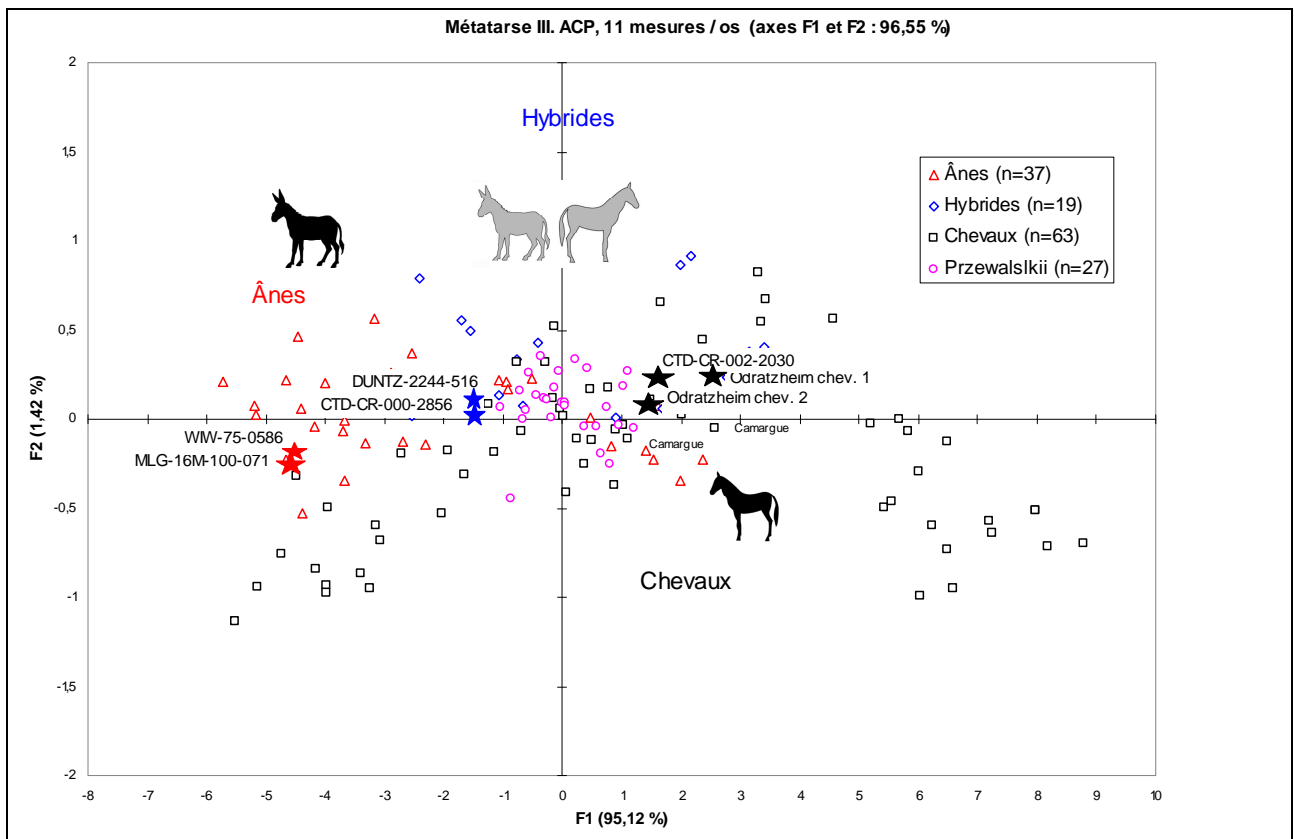 Métatarse III. ACP, 11 mesures / os (axes F1 et F2 : 96,55 %)
2
1,5
1
0,5
0
-0,5
-1
-1,5
-2
F2 (1,42 %)
Hybrides
Ânes
Chevaux
Ânes (n=37)
Hybrides (n=19)
Chevaux (n=63)
Przewalslkii (n=27)
CTD-CR-002-2030
Odratzheim chev. 1
Odratzheim chev. 2
DUNTZ-2244-516
CTD-CR-000-2856
WIW-75-0586
MLG-16M-100-071
Camargue
Camargue
-8 -7 -6 -5 -4 -3 -2 -1 0 1 2 3 4 5 6 7 8 9 10
F1 (95,12 %)